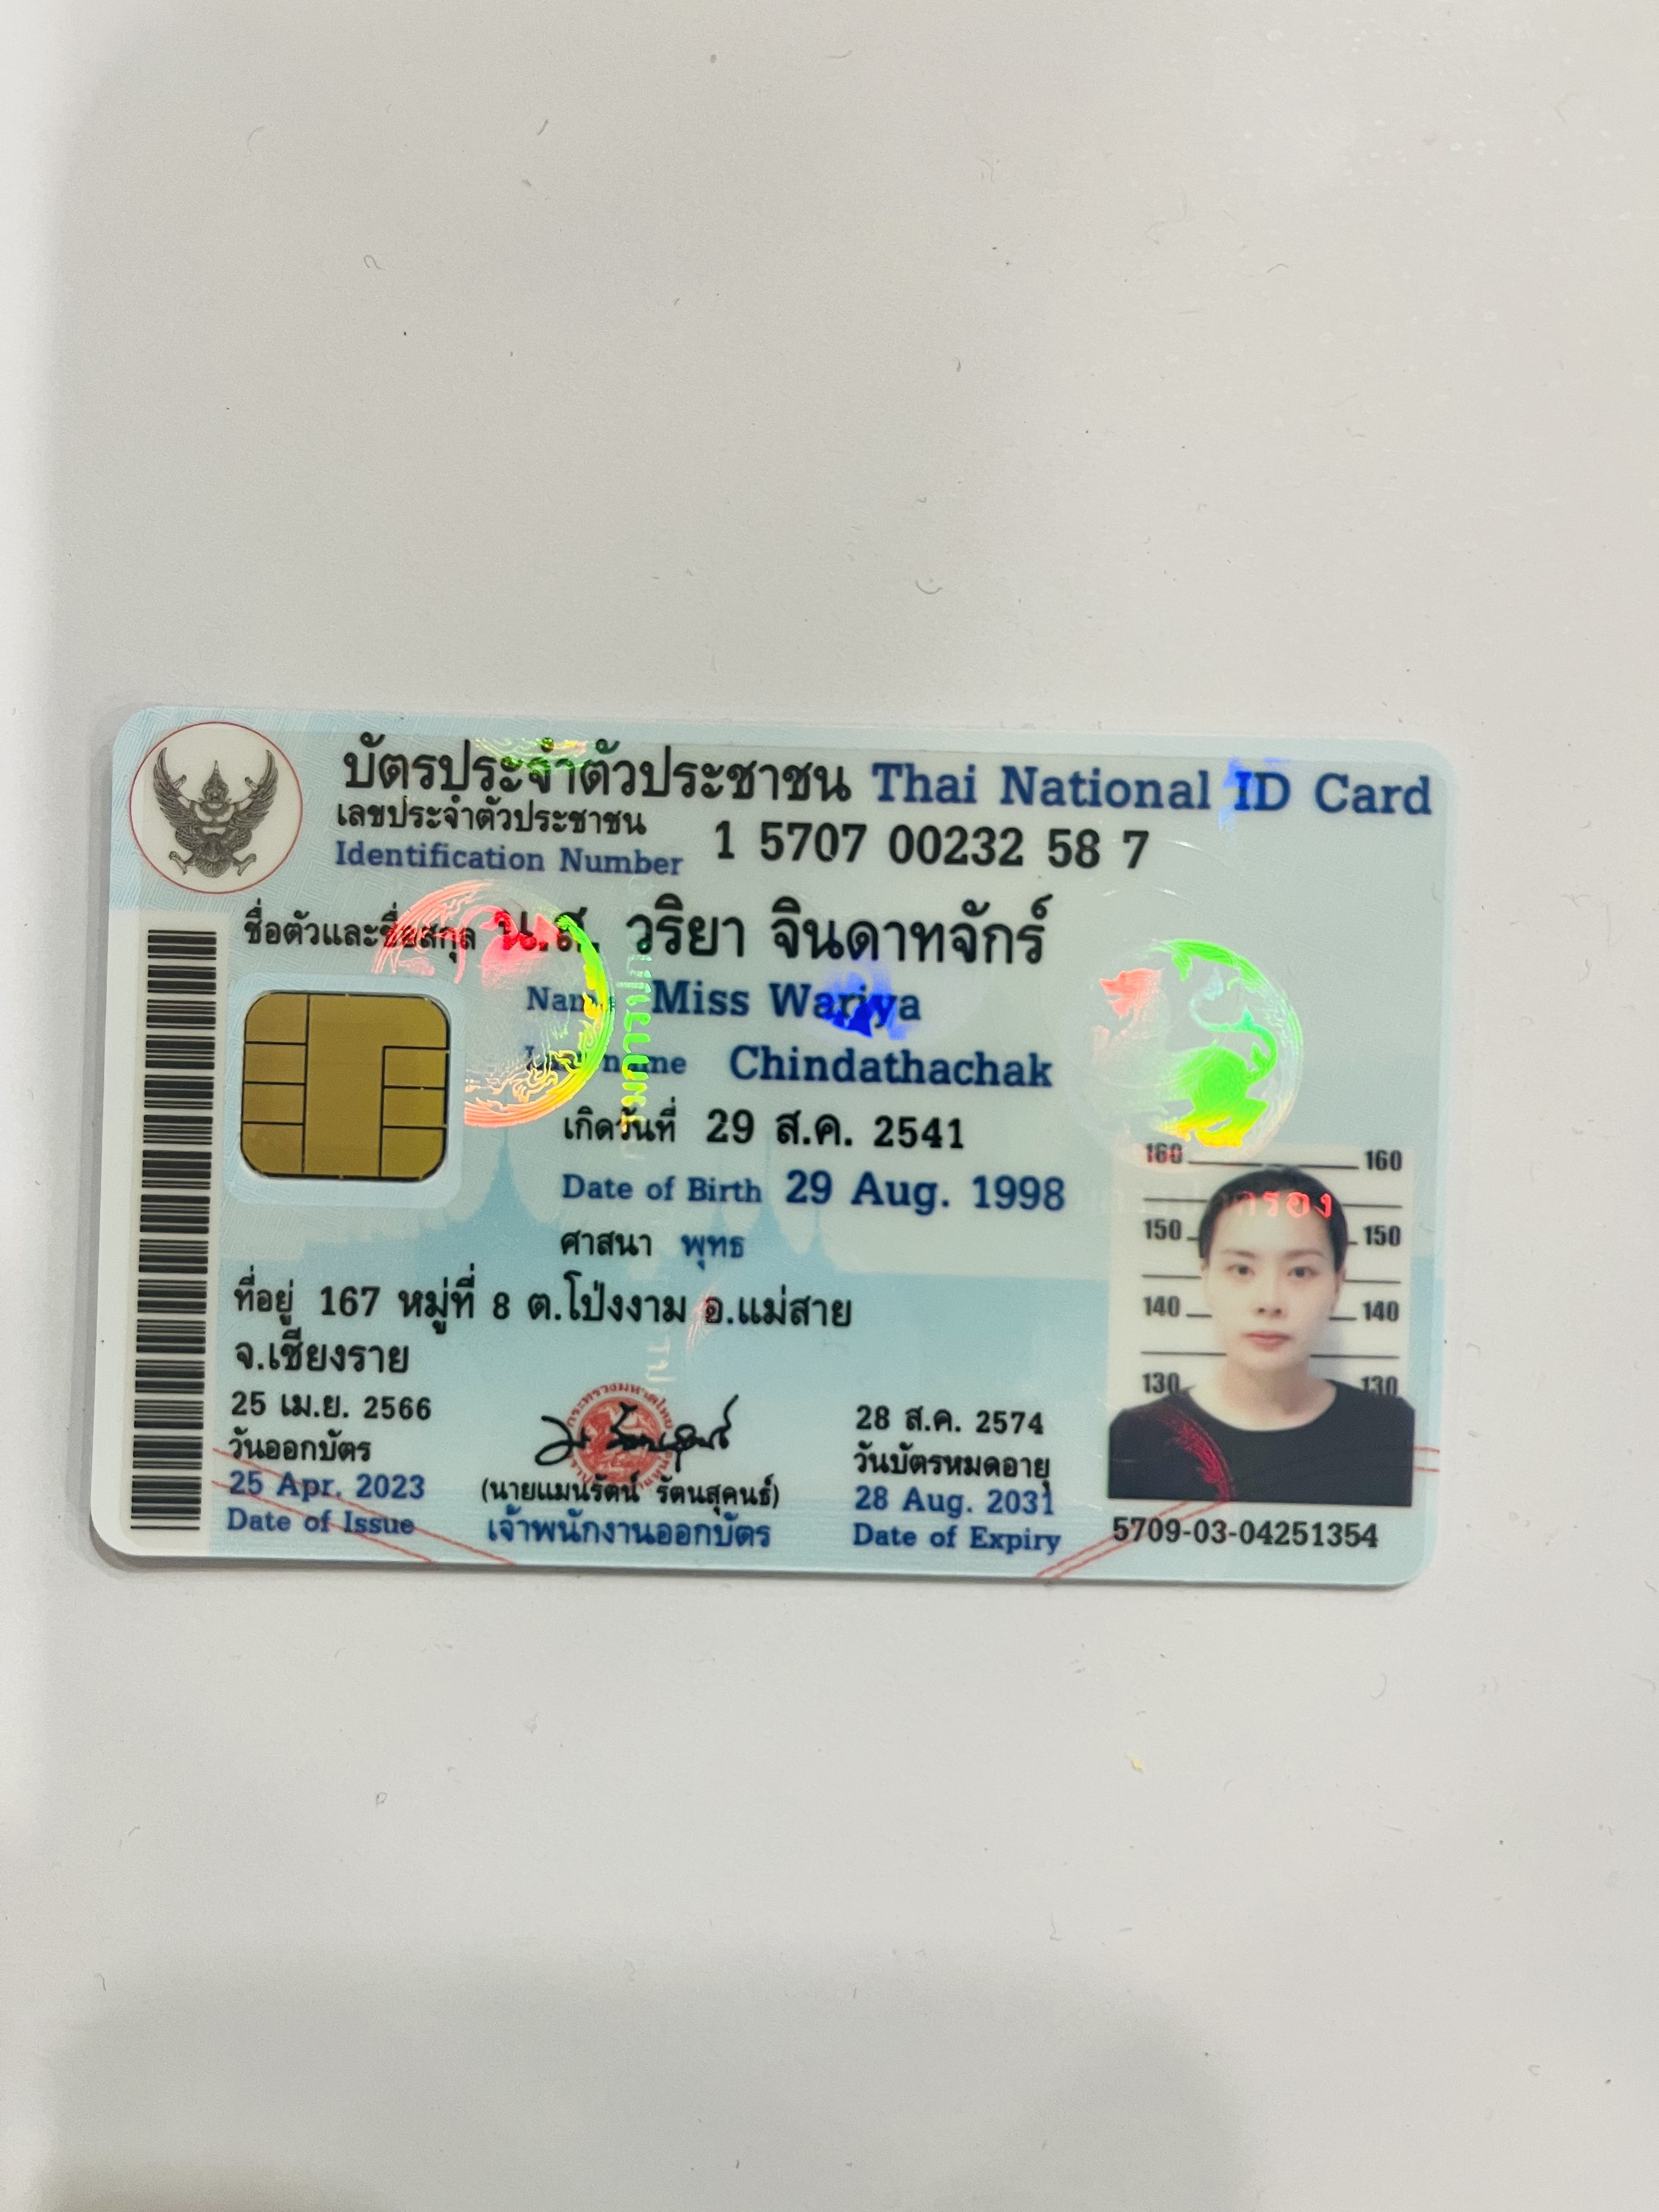 บัตรประจำตัวประชาชน Thai National ID Card
เลขประจำตัวประชาชน
Identification Number 1 5707 00232 58 7
ชื่อตัวและชื่อสกุล น.ส. วริยา จินดาทจักร์
Name Miss Wariya
Last name Chindathachak
เกิดวันที่ 29 ส.ค. 2541
Date of Birth 29 Aug. 1998
ศาสนา พุทธ
ที่อยู่ 167 หมู่ที่ 8 ต.โป่งงาม อ.แม่สาย
จ.เชียงราย
25 เม.ย. 2566
วันออกบัตร
25 Apr. 2023
Date of Issue
(นายแมนรัตน์ รัตนสุคนธ์)
เจ้าพนักงานออกบัตร
28 ส.ค. 2574
วันบัตรหมดอายุ
28 Aug. 2031
Date of Expiry
160 160
150 150
140 140
130 130
5709-03-04251354